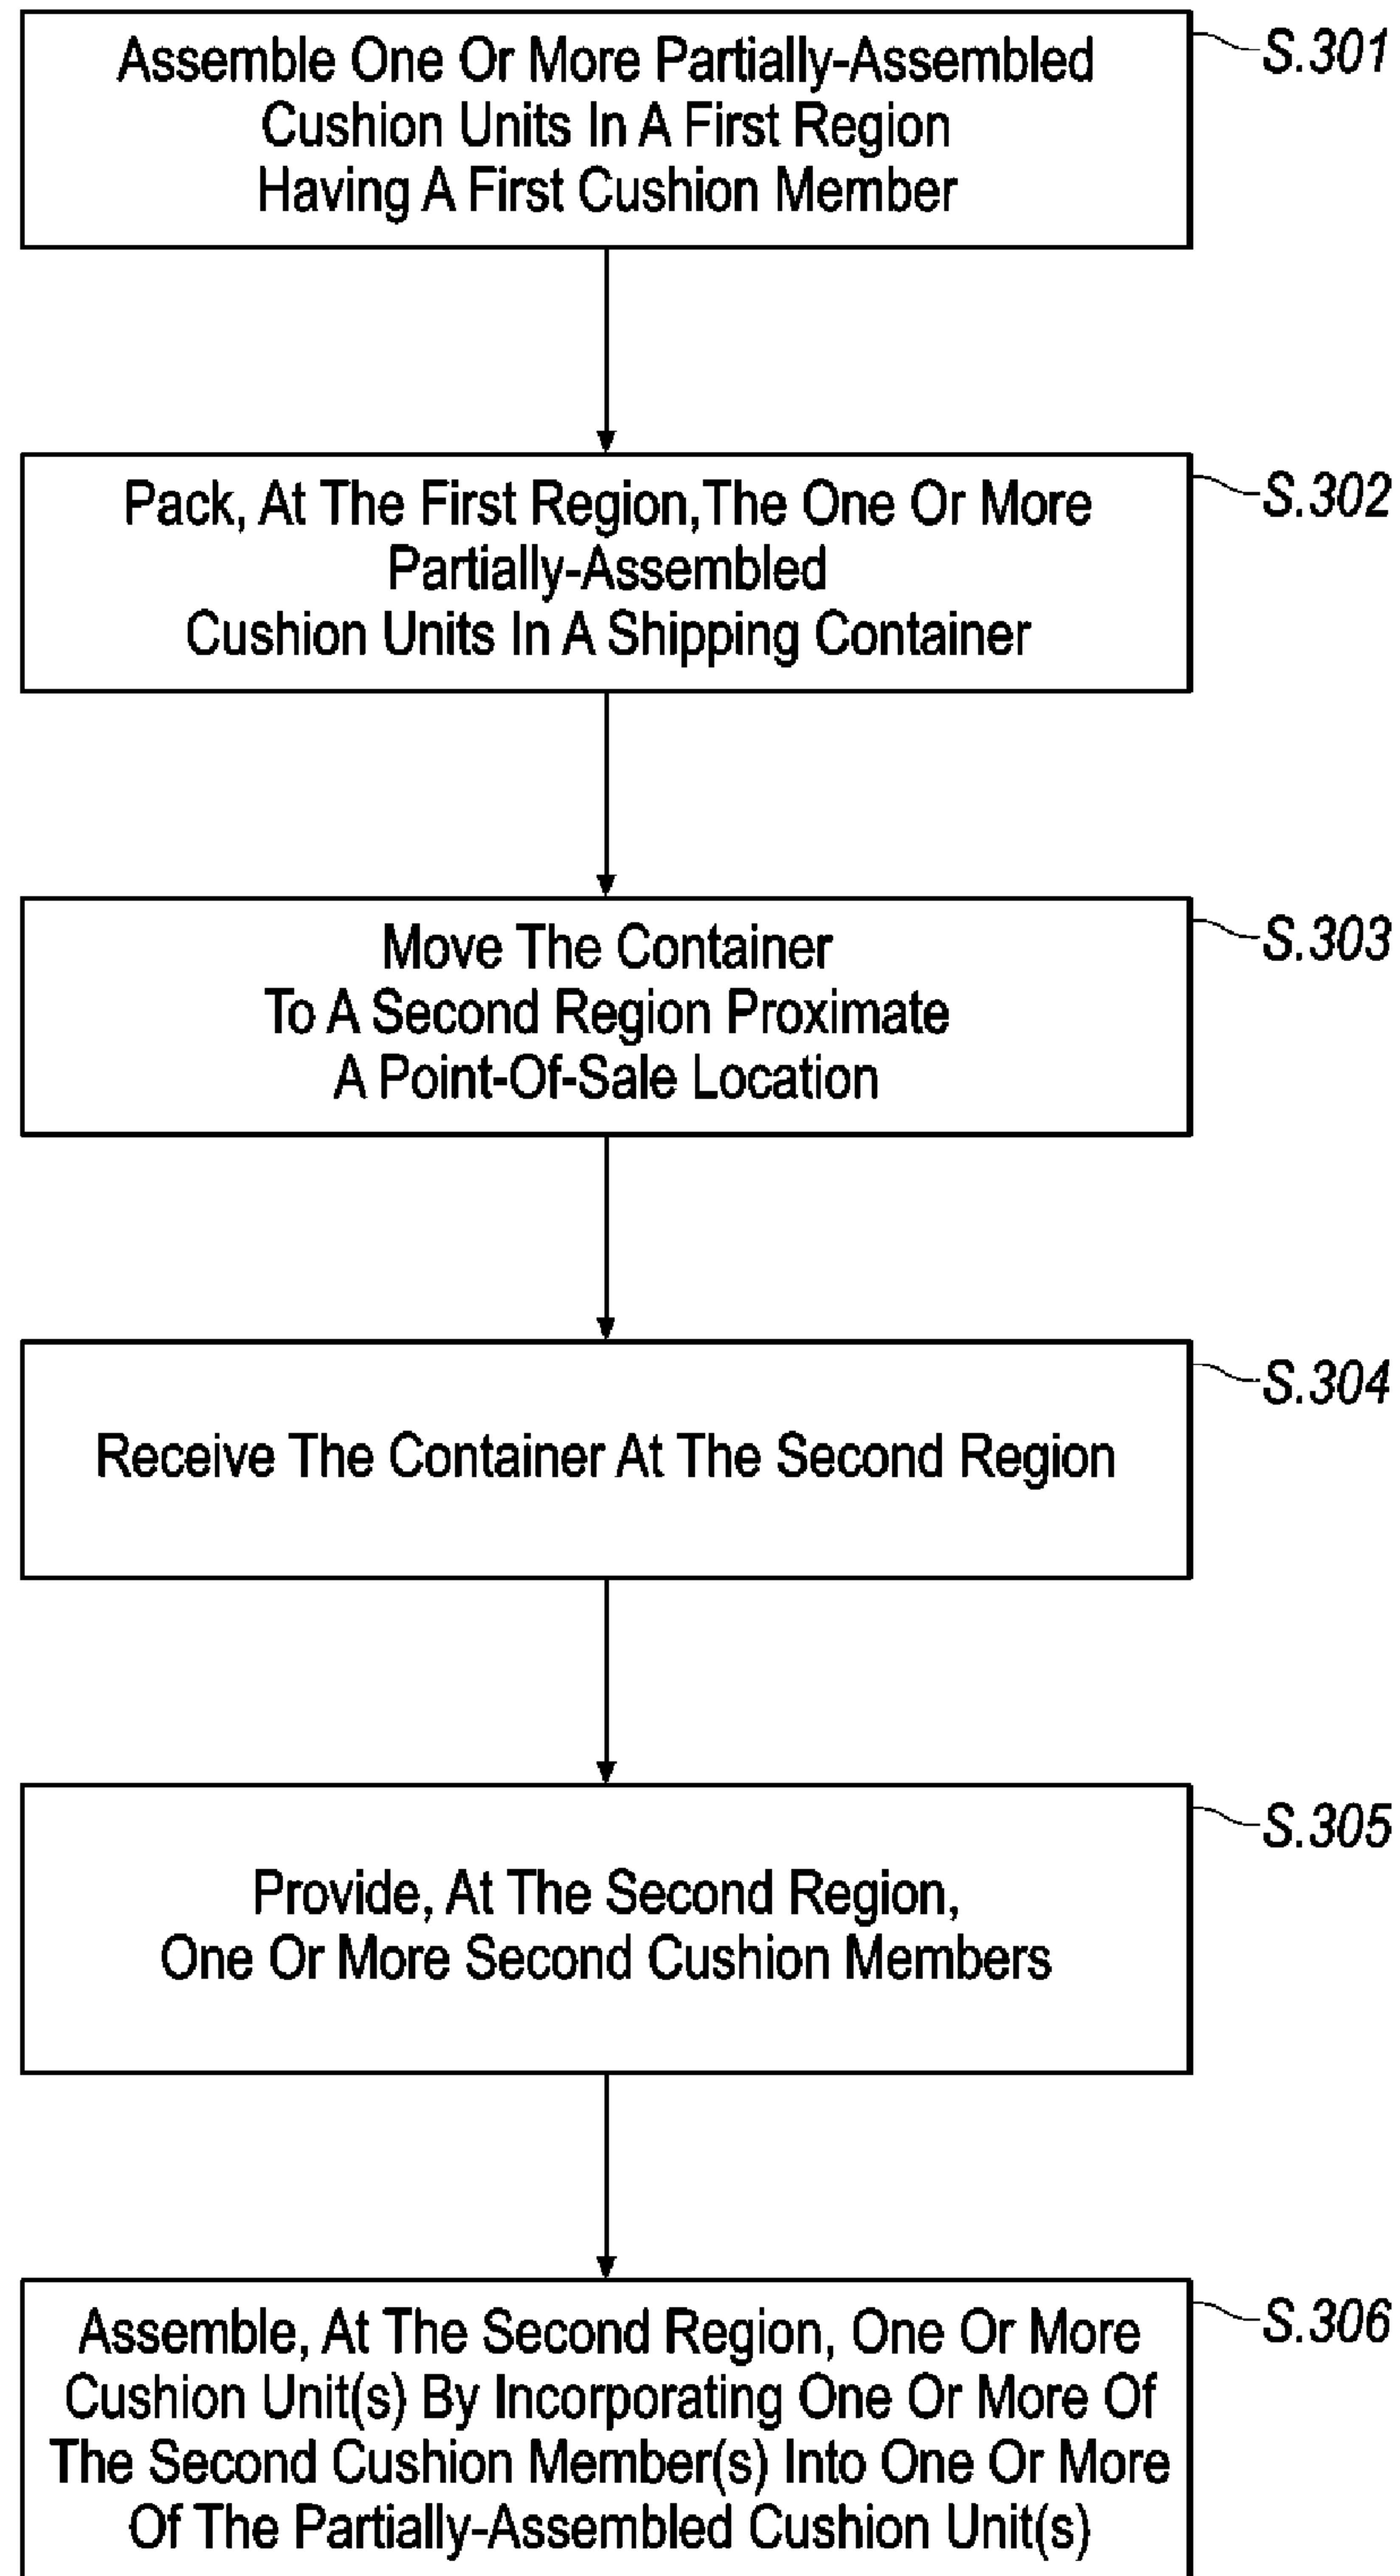 Assemble One Or More Partially-Assembled
Cushion Units In A First Region
Having A First Cushion Member
S.301
Pack, At The First Region,The One Or More
Partially-Assembled
Cushion Units In A Shipping Container
S.302
Move The Container
To A Second Region Proximate
A Point-Of-Sale Location
S.303
Receive The Container At The Second Region
S.304
Provide, At The Second Region,
One Or More Second Cushion Members
S.305
Assemble, At The Second Region, One Or More
Cushion Unit(s) By Incorporating One Or More Of
The Second Cushion Member(s) Into One Or More
Of The Partially-Assembled Cushion Unit(s)
S.306